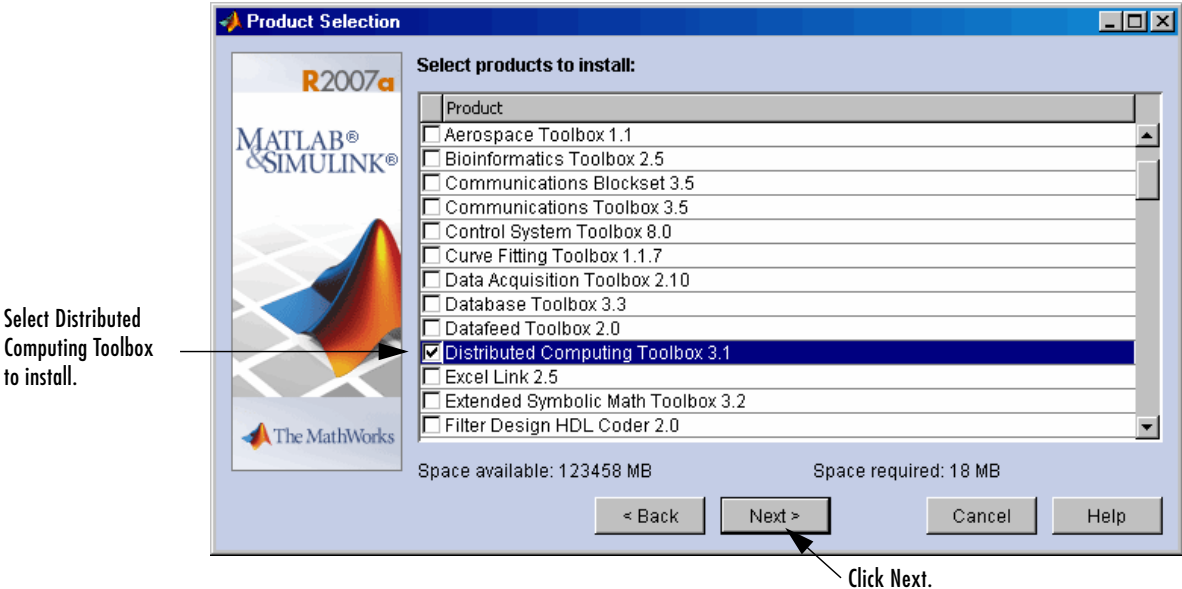 Product Selection
R2007a
MATLAB®
&SIMULINK®
The MathWorks
Select products to install:
Product
Aerospace Toolbox 1.1
Bioinformatics Toolbox 2.5
Communications Blockset 3.5
Communications Toolbox 3.5
Control System Toolbox 8.0
Curve Fitting Toolbox 1.1.7
Data Acquisition Toolbox 2.10
Database Toolbox 3.3
Datafeed Toolbox 2.0
Distributed Computing Toolbox 3.1
Excel Link 2.5
Extended Symbolic Math Toolbox 3.2
Filter Design HDL Coder 2.0
Space available: 123458 MB
Space required: 18 MB
< Back
Next >
Cancel
Help
Select Distributed
Computing Toolbox
to install.
Click Next.